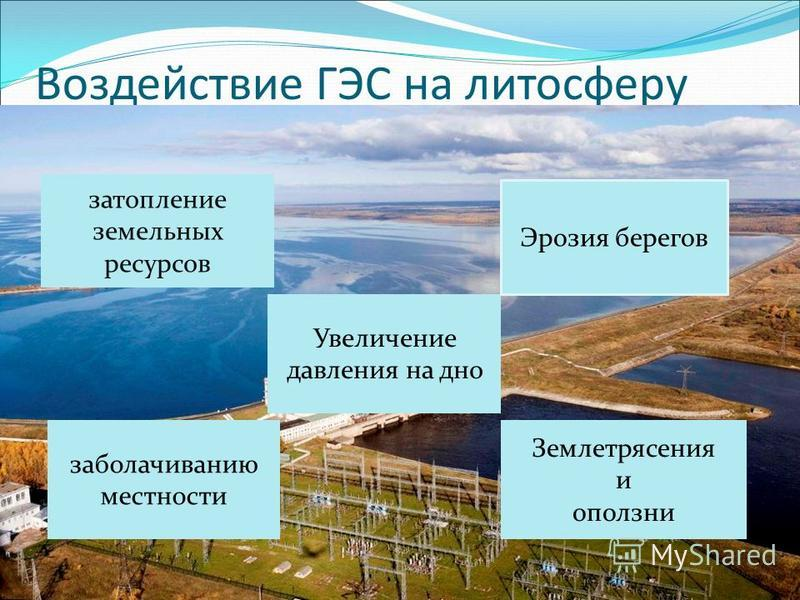 Воздействие ГЭС на литосферу
затопление
земельных
ресурсов
Эрозия берегов
Увеличение
давления на дно
заболачиванию
местности
Землетрясения
и
оползни
MyShared